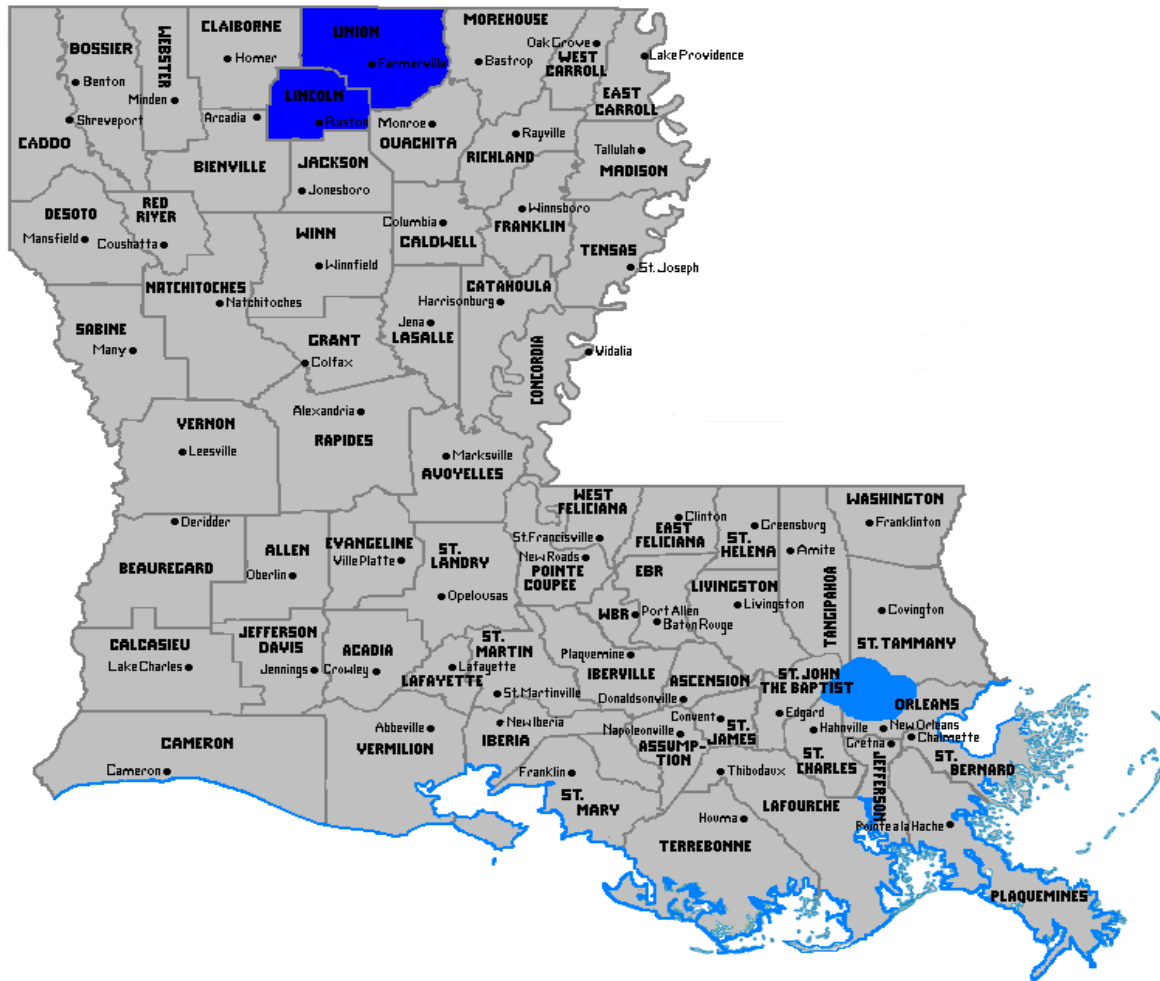 CLAIBORNE
UNION
MOREHOUSE
BOSSIER
WEBSTER
Homer
Farmerville
Bastrop
Oak Grove
WEST
CARROLL
Lake Providence
Benton
Minden
LINCOLN
EAST
CARROLL
Shreveport
Arcadia
Ruston
Monroe
OUACHITA
Rayville
RICHLAND
Tallulah
MADISON
CADDO
BIENVILLE
JACKSON
Jonesboro
DESOTO
Mansfield
RED
RIVER
Coushatta
WINN
Winnfield
Columbia
CALDWELL
Winnsboro
FRANKLIN
TENSAS
St. Joseph
NATCHITOCHES
Natchitoches
CATAHOULA
Harrisonburg
SABINE
Many
GRANT
Colfax
Jena
LASALLE
CONCORDIA
Vidalia
VERNON
Leesville
Alexandria
RAPIDES
Marksville
AVOYELLES
WEST
FELICIANA
St. Francisville
Clinton
EAST
FELICIANA
Greensburg
ST.
HELENA
WASHINGTON
Franklinton
Amite
TANGIPAHOA
Deridder
BEAUREGARD
ALLEN
Oberlin
EVANGELINE
Ville Platte
ST.
LANDRY
Opelousas
New Roads
POINTE
COUPEE
EBR
LIVINGSTON
Livingston
WBR
Port Allen
Baton Rouge
Covington
ST. TAMMANY
CALCASIEU
Lake Charles
JEFFERSON
DAVIS
Jennings
ACADIA
Crowley
Lafayette
LAFAYETTE
ST.
MARTIN
St. Martinville
Plaquemine
IBERVILLE
ASCENSION
Donaldsonville
ST. JOHN
THE BAPTIST
Edgard
ORLEANS
New Orleans
CAMERON
Cameron
Abbeville
VERMILION
New Iberia
IBERIA
Napoleonville
ASSUMP-
TION
Convent
ST.
JAMES
Hahnville
ST.
CHARLES
Gretna
JEFFERSON
Chalmette
ST.
BERNARD
Franklin
ST.
MARY
Thibodaux
LAFOURCHE
Houma
TERREBONNE
Pointe a la Hache
PLAQUEMINES